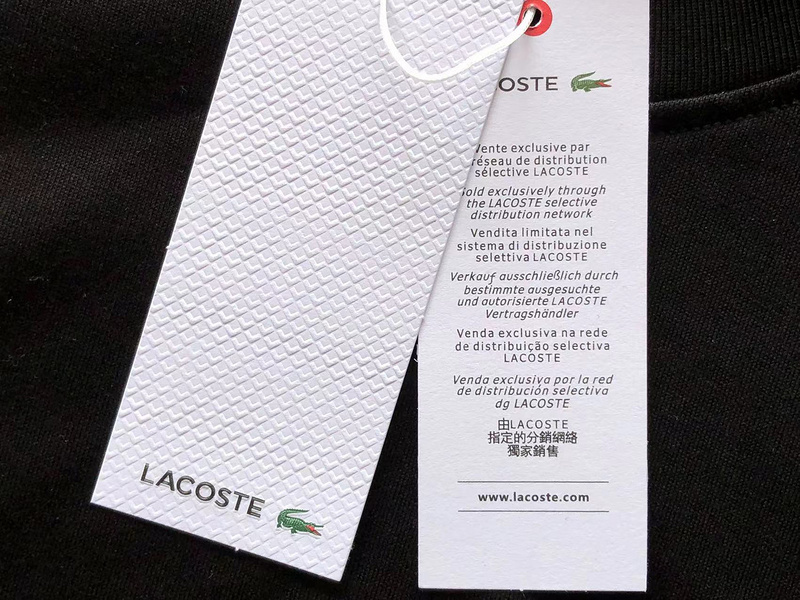 LACOSTE
OSTE
Vente exclusive par
réseau de distribution
sélective LACOSTE
Sold exclusively through
the LACOSTE selective
distribution network
Vendita limitata nel
sistema di distribuzione
selettiva LACOSTE
Verkauf ausschließlich durch
bestimmte ausgesuchte
und autorisierte LACOSTE
Vertragshändler
Venda exclusiva na rede
de distribuição selectiva
LACOSTE
Venda exclusiva por la red
de distribución selectiva
dg LACOSTE
由LACOSTE
指定的分銷網絡
獨家銷售
www.lacoste.com